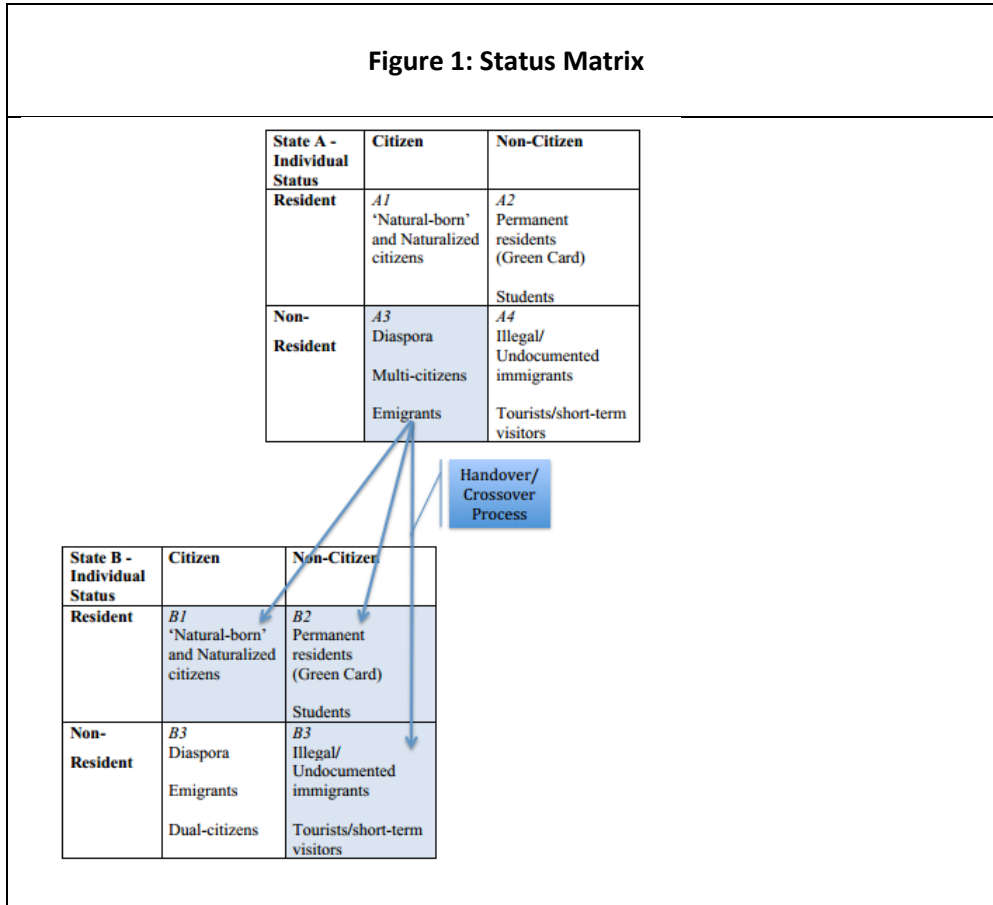 Figure 1: Status Matrix
State A -
Individual
Status
Citizen
Non-Citizen
Resident
A1
'Natural-born'
and Naturalized
citizens
A2
Permanent
residents
(Green Card)
Students
Non-
Resident
A3
Diaspora
Multi-citizens
Emigrants
A4
Illegal/
Undocumented
immigrants
Tourists/short-term
visitors
Handover/
Crossover
Process
State B -
Individual
Status
Citizen
Non-Citizen
Resident
B1
'Natural-born'
and Naturalized
citizens
B2
Permanent
residents
(Green Card)
Students
Non-
Resident
B3
Diaspora
Emigrants
Dual-citizens
B3
Illegal/
Undocumented
immigrants
Tourists/short-term
visitors